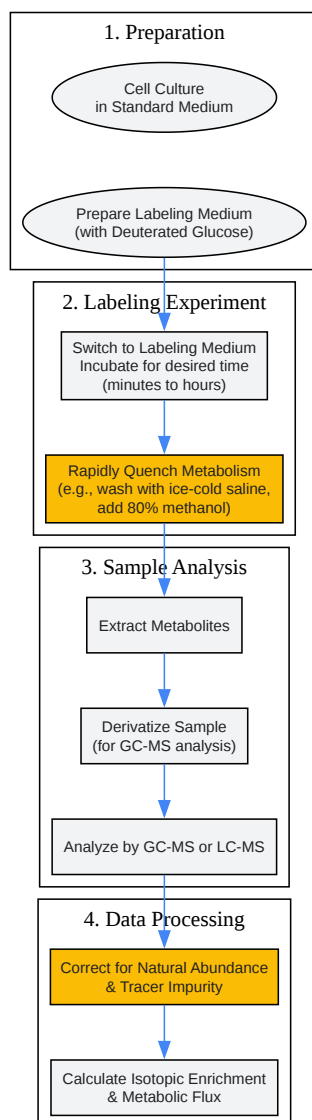 1. Preparation
Cell Culture
in Standard Medium
Prepare Labeling Medium
(with Deuterated Glucose)
2. Labeling Experiment
Switch to Labeling Medium
Incubate for desired time
(minutes to hours)
Rapidly Quench Metabolism
(e.g., wash with ice-cold saline,
add 80% methanol)
3. Sample Analysis
Extract Metabolites
Derivatize Sample
(for GC-MS analysis)
Analyze by GC-MS or LC-MS
4. Data Processing
Correct for Natural Abundance
& Tracer Impurity
Calculate Isotopic Enrichment
& Metabolic Flux